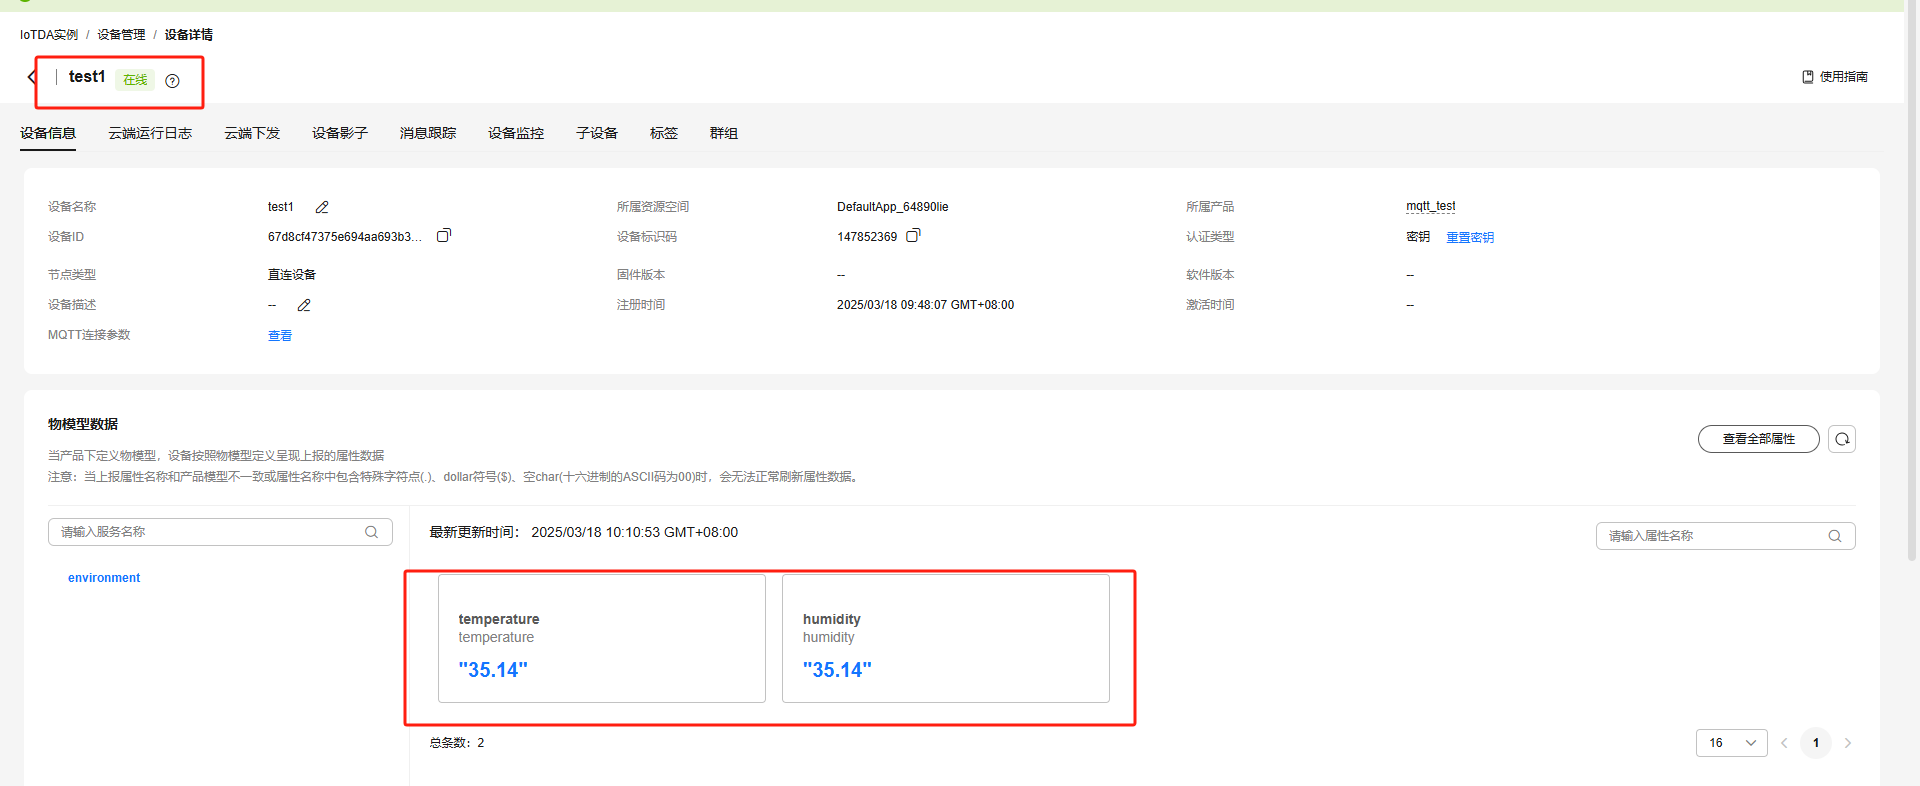 IoTDA实例 / 设备管理 / 设备详情
test1 在线
使用指南
设备信息 云端运行日志 云端下发 设备影子 消息跟踪 设备监控 子设备 标签 群组
设备名称 test1 所属资源空间 DefaultApp_64890lie 所属产品 mqtt_test
设备ID 67d8cf47375e694aa693b3... 设备标识码 147852369 认证类型 密钥 重置密钥
节点类型 直连设备 固件版本 -- 软件版本 --
设备描述 -- 注册时间 2025/03/18 09:48:07 GMT+08:00 激活时间 --
MQTT连接参数 查看
物模型数据
查看全部属性
当产品下定义物模型，设备按照物模型定义呈现上报的属性数据
注意：当上报属性名称和产品模型不一致或属性名称中包含特殊字符点(.)、dollar符号($)、空char(十六进制的ASCII码为00)时，会无法正常刷新属性数据。
请输入服务名称
最新更新时间： 2025/03/18 10:10:53 GMT+08:00
请输入属性名称
environment
temperature
temperature
"35.14"
humidity
humidity
"35.14"
总条数：2
16 1